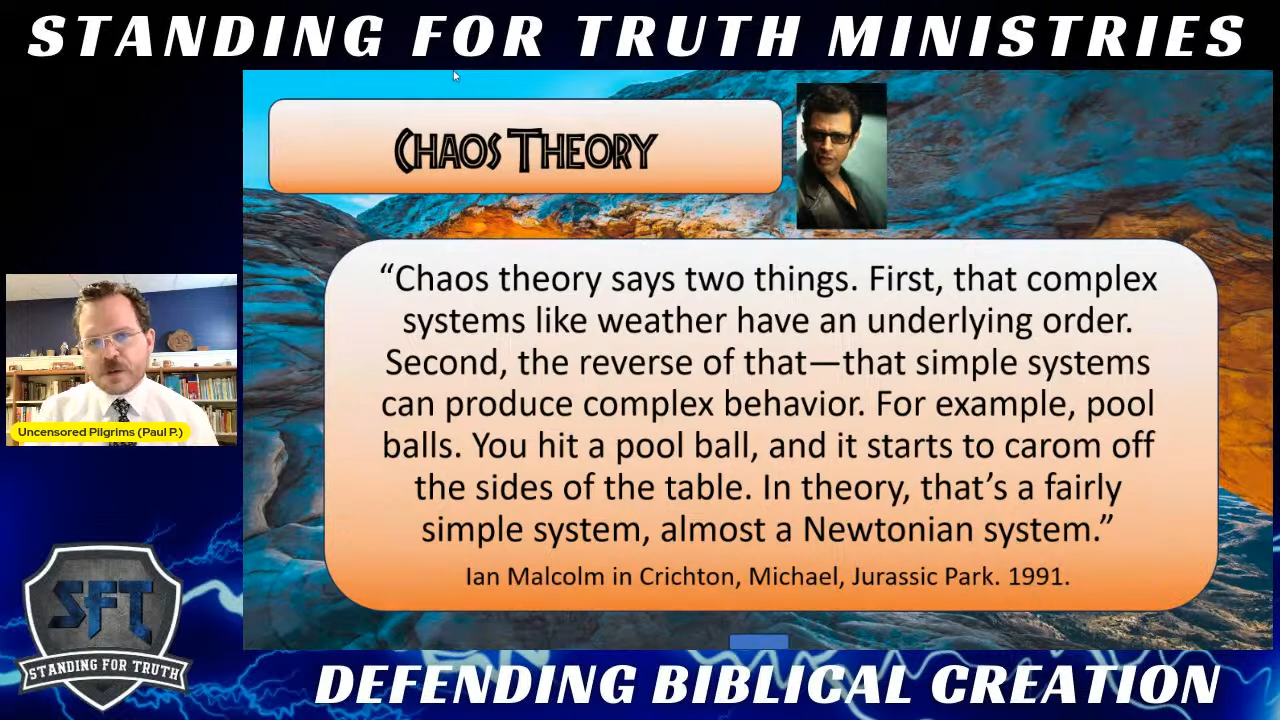 STANDING FOR TRUTH MINISTRIES
CHAOS THEORY
“Chaos theory says two things. First, that complex
systems like weather have an underlying order.
Second, the reverse of that—that simple systems
can produce complex behavior. For example, pool
balls. You hit a pool ball, and it starts to carom off
the sides of the table. In theory, that’s a fairly
simple system, almost a Newtonian system.”
Ian Malcolm in Crichton, Michael, Jurassic Park. 1991.
Uncensored Pilgrims (Paul P.)
SFT
STANDING FOR TRUTH
DEFENDING BIBLICAL CREATION